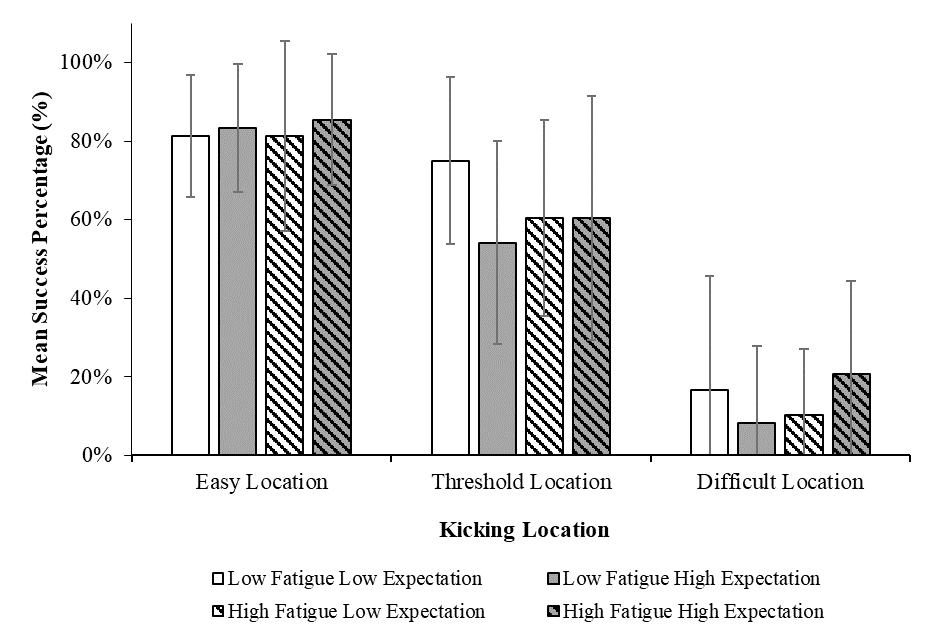 Mean Success Percentage (%)
100%
80%
60%
40%
20%
0%
Easy Location Threshold Location Difficult Location
Kicking Location
Low Fatigue Low Expectation Low Fatigue High Expectation
High Fatigue Low Expectation High Fatigue High Expectation